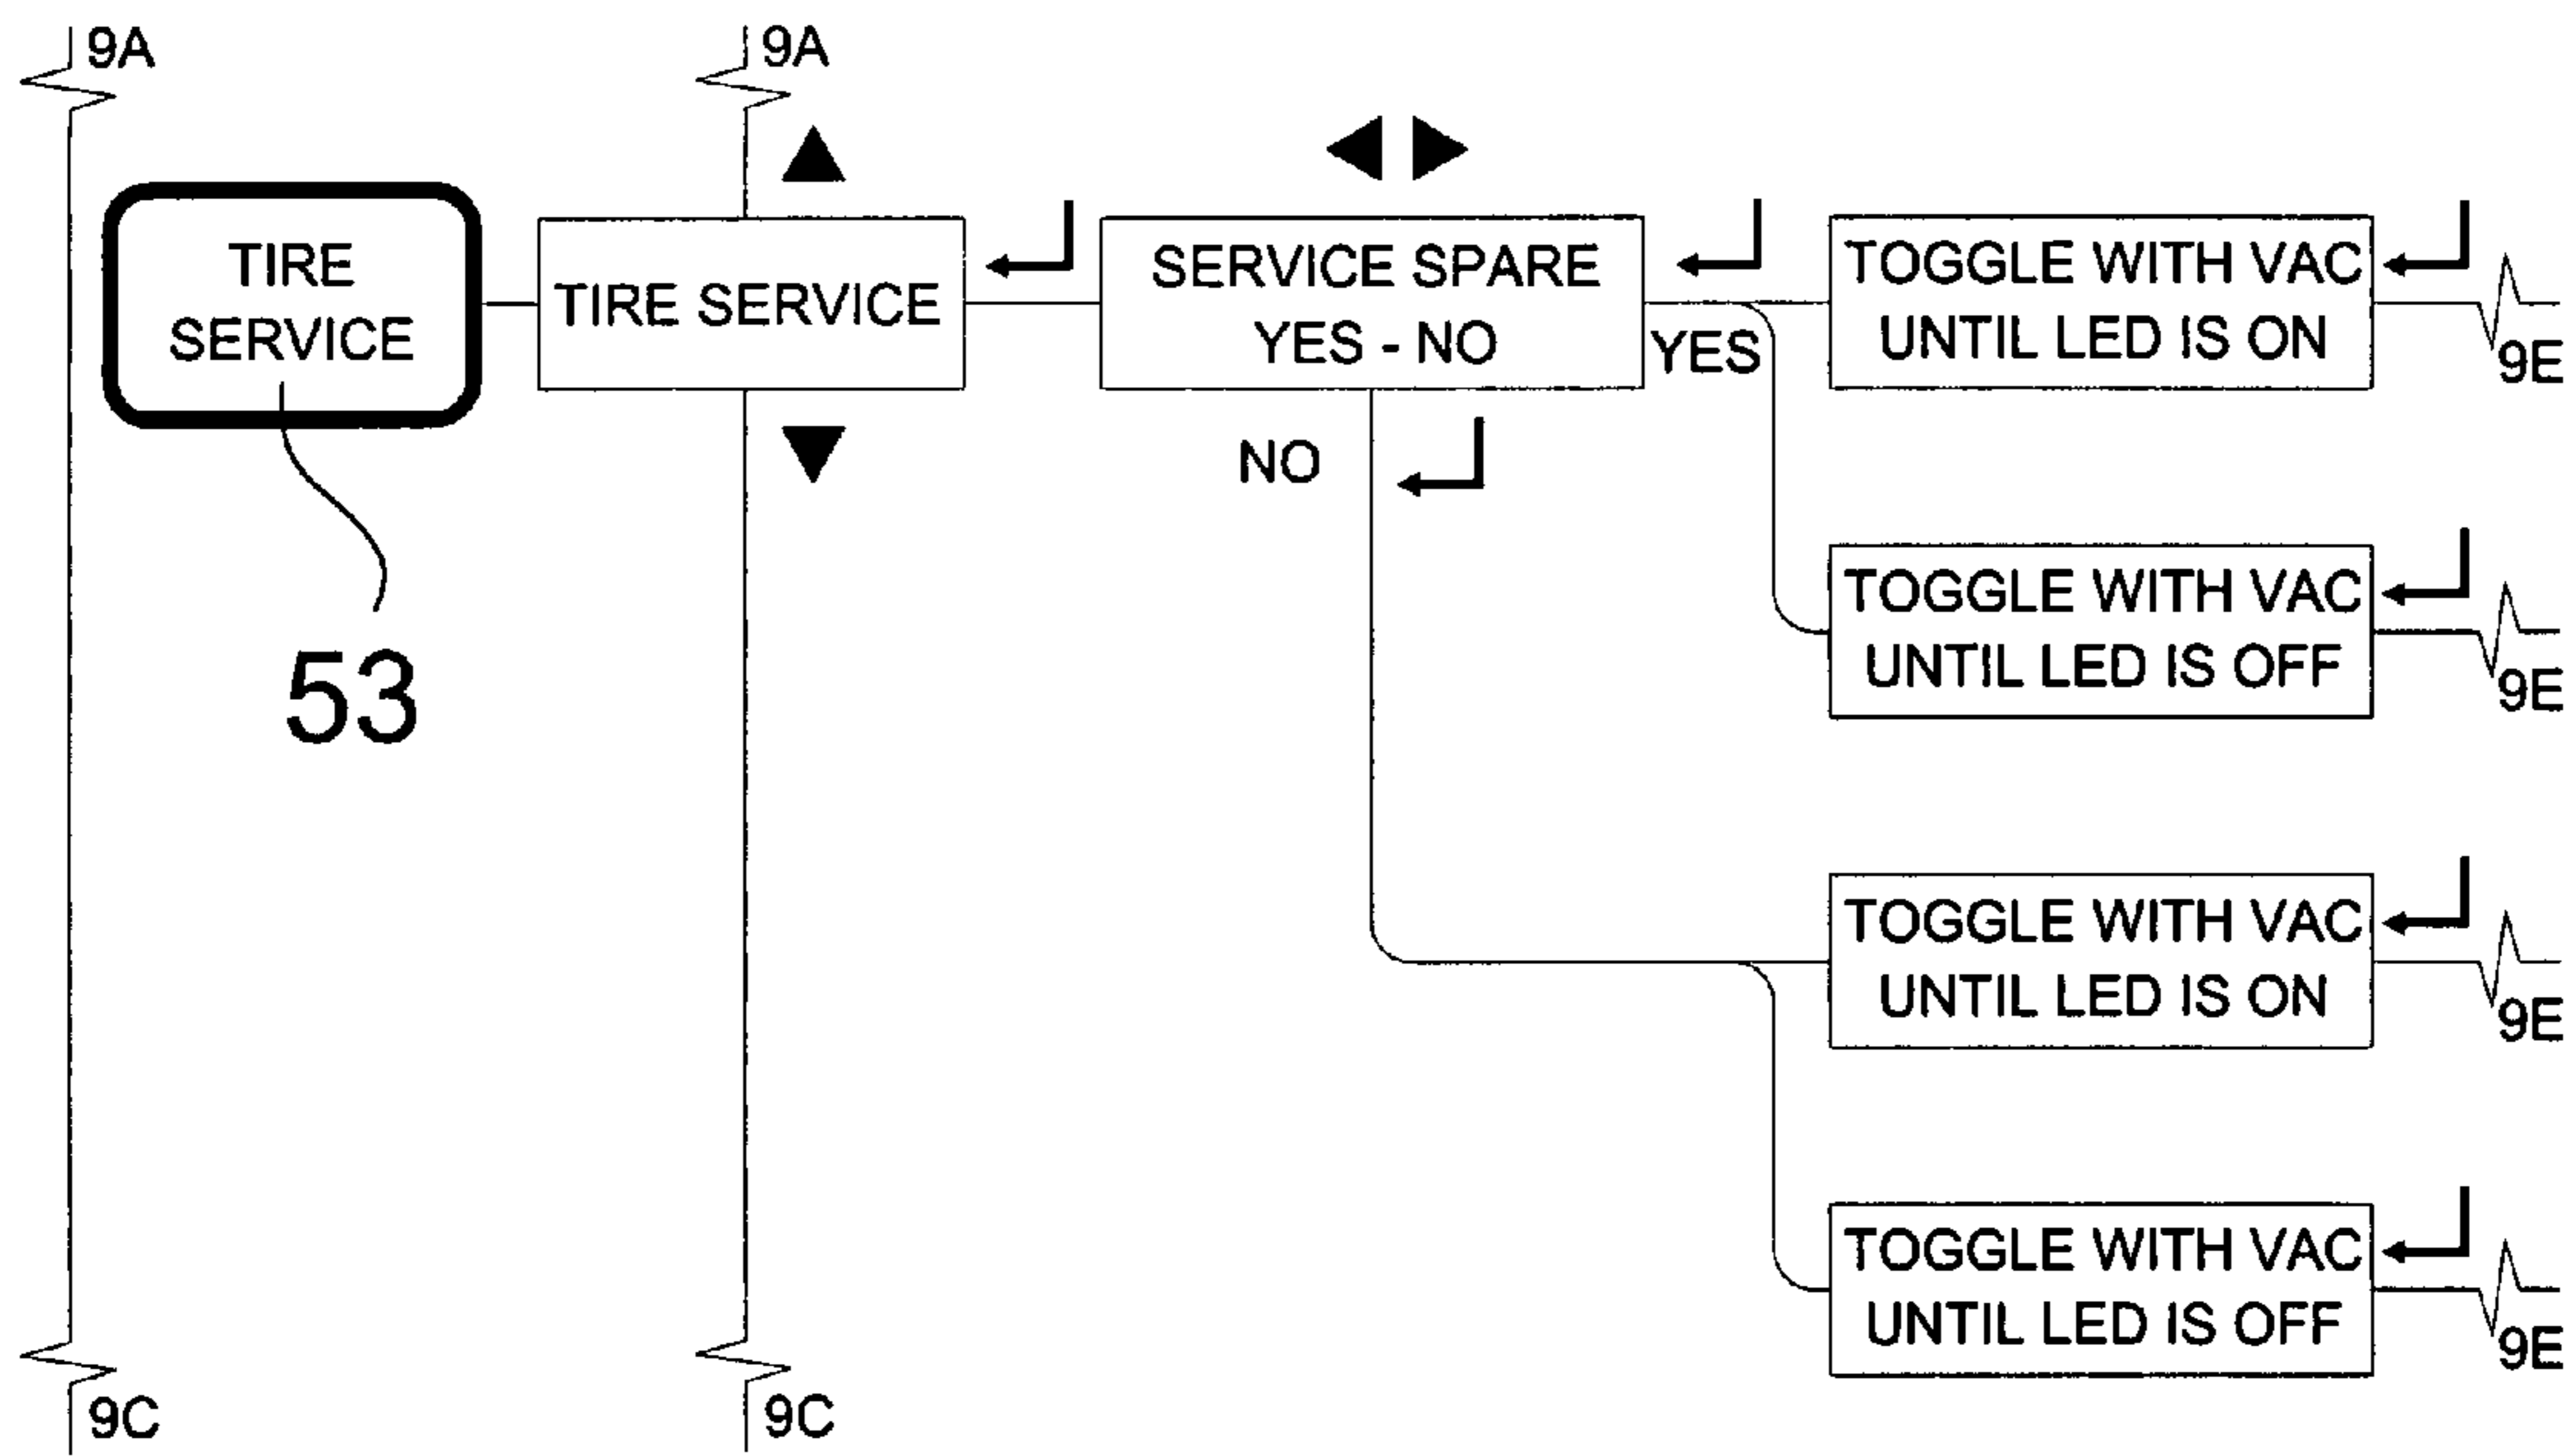 9A
9A
TIRE
SERVICE
TIRE SERVICE
SERVICE SPARE
YES - NO
YES
NO
TOGGLE WITH VAC
UNTIL LED IS ON
9E
TOGGLE WITH VAC
UNTIL LED IS OFF
9E
53
TOGGLE WITH VAC
UNTIL LED IS ON
9E
TOGGLE WITH VAC
UNTIL LED IS OFF
9E
9C
9C